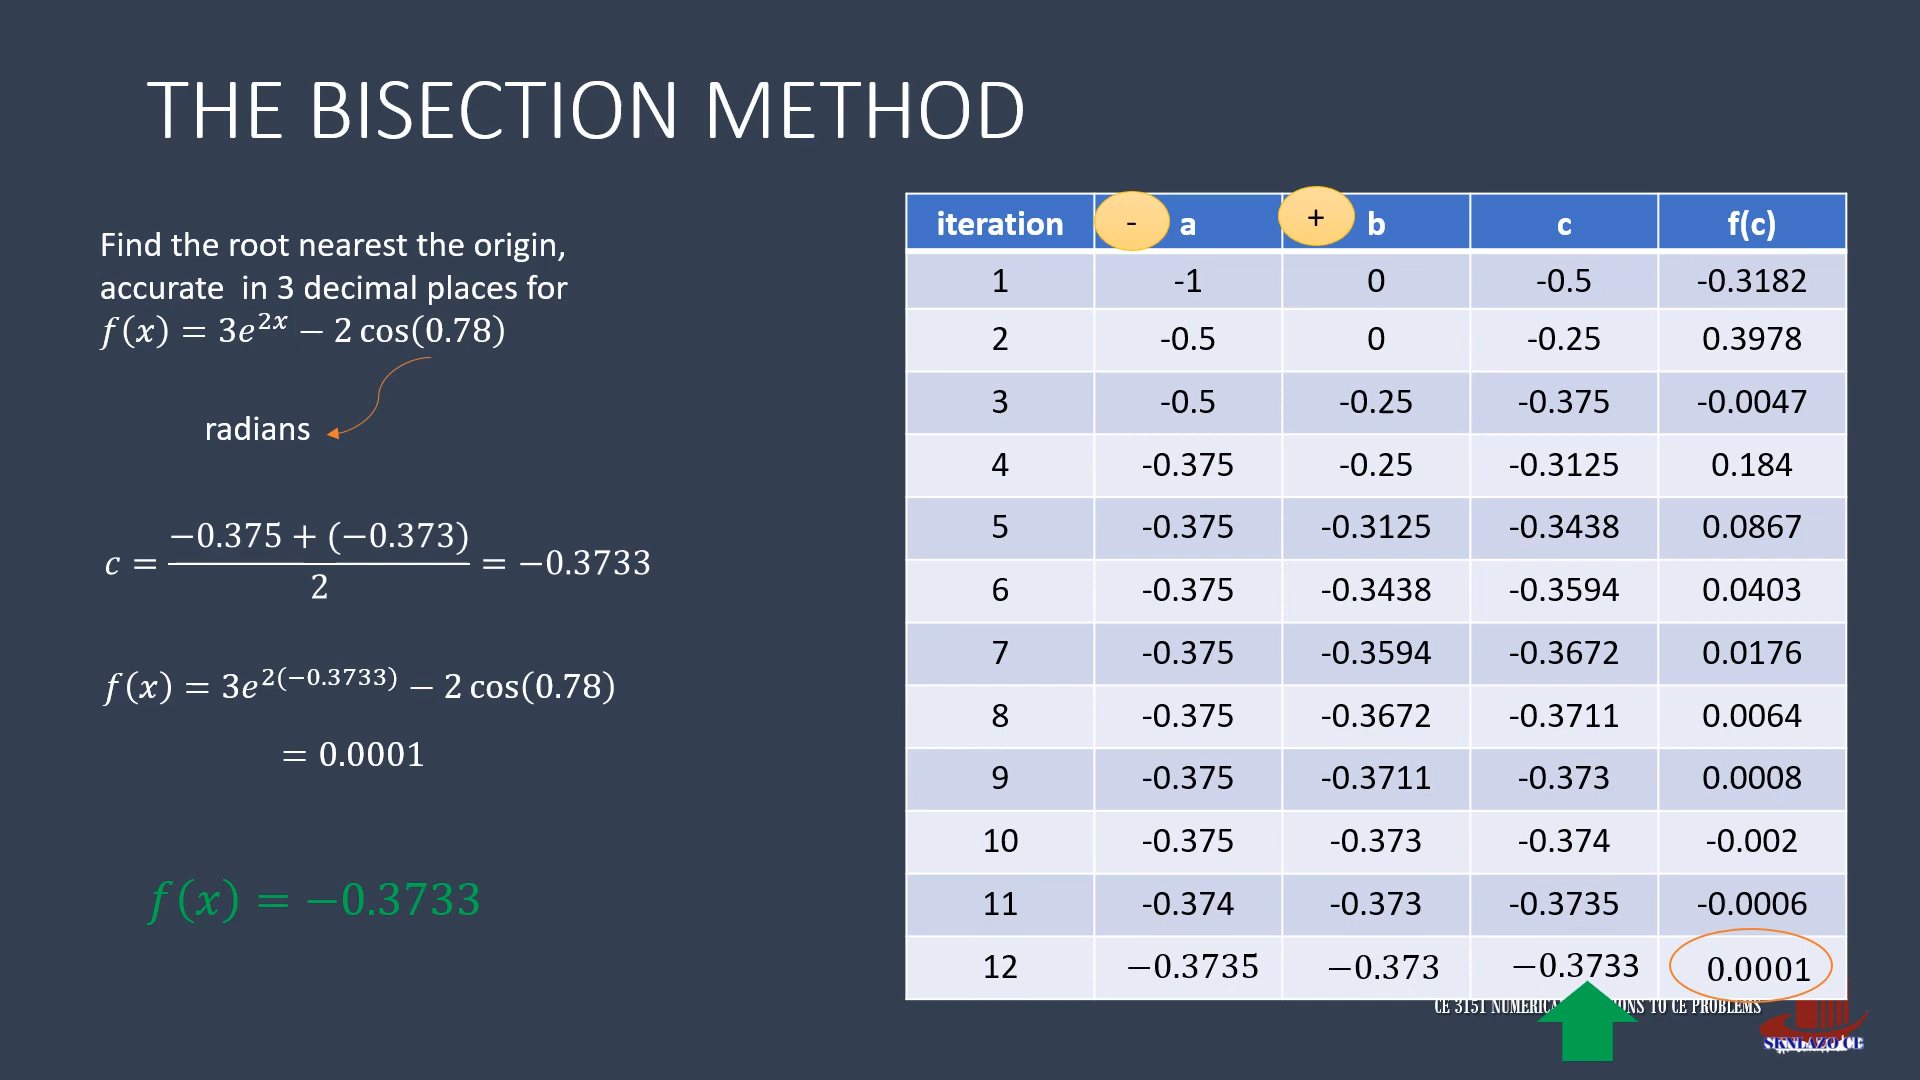 THE BISECTION METHOD
Find the root nearest the origin,
accurate in 3 decimal places for
f(x) = 3e^{2x} − 2 cos(0.78)
radians
c = \frac{−0.375 + (−0.373)}{2} = −0.3733
f(x) = 3e^{2(−0.3733)} − 2 cos(0.78)
= 0.0001
f(x) = −0.3733
iteration - a + b c f(c)
1 -1 0 -0.5 -0.3182
2 -0.5 0 -0.25 0.3978
3 -0.5 -0.25 -0.375 -0.0047
4 -0.375 -0.25 -0.3125 0.184
5 -0.375 -0.3125 -0.3438 0.0867
6 -0.375 -0.3438 -0.3594 0.0403
7 -0.375 -0.3594 -0.3672 0.0176
8 -0.375 -0.3672 -0.3711 0.0064
9 -0.375 -0.3711 -0.373 0.0008
10 -0.375 -0.373 -0.374 -0.002
11 -0.374 -0.373 -0.3735 -0.0006
12 −0.3735 −0.373 −0.3733 0.0001
CE 3151 TO CE PROBLEMS
SKNLAZO CE